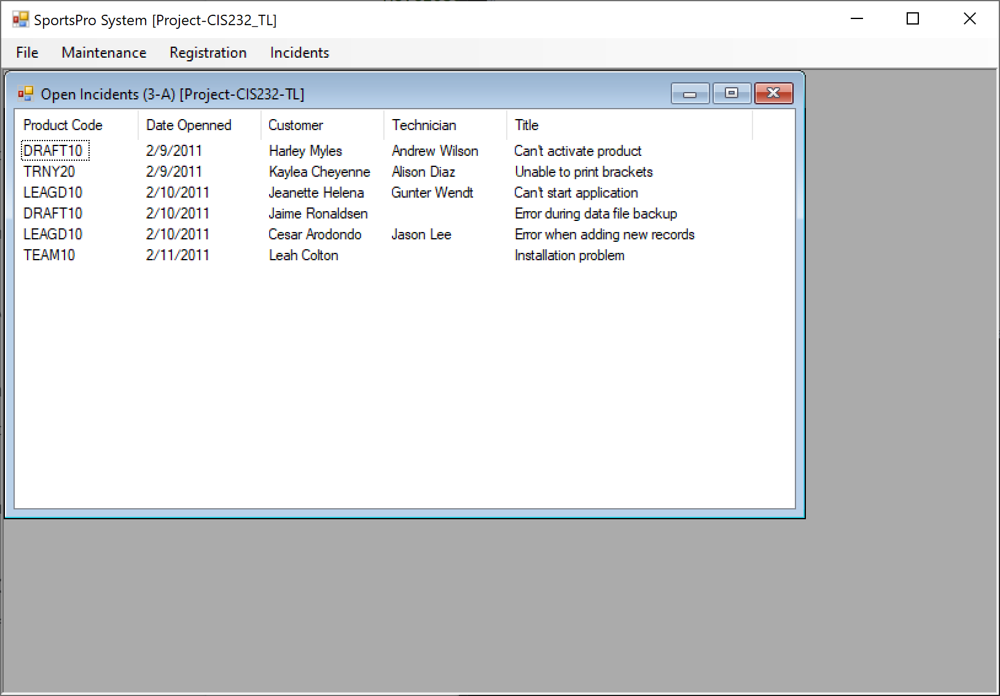 SportsPro System [Project-CIS232_TL]
File Maintenance Registration Incidents
Open Incidents (3-A) [Project-CIS232-TL]
Product Code Date Openned Customer Technician Title
DRAFT10 2/9/2011 Harley Myles Andrew Wilson Can't activate product
TRNY20 2/9/2011 Kaylea Cheyenne Alison Diaz Unable to print brackets
LEAGD10 2/10/2011 Jeanette Helena Gunter Wendt Can't start application
DRAFT10 2/10/2011 Jaime Ronaldsen Error during data file backup
LEAGD10 2/10/2011 Cesar Arodondo Jason Lee Error when adding new records
TEAM10 2/11/2011 Leah Colton Installation problem